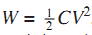 W = ½CV²